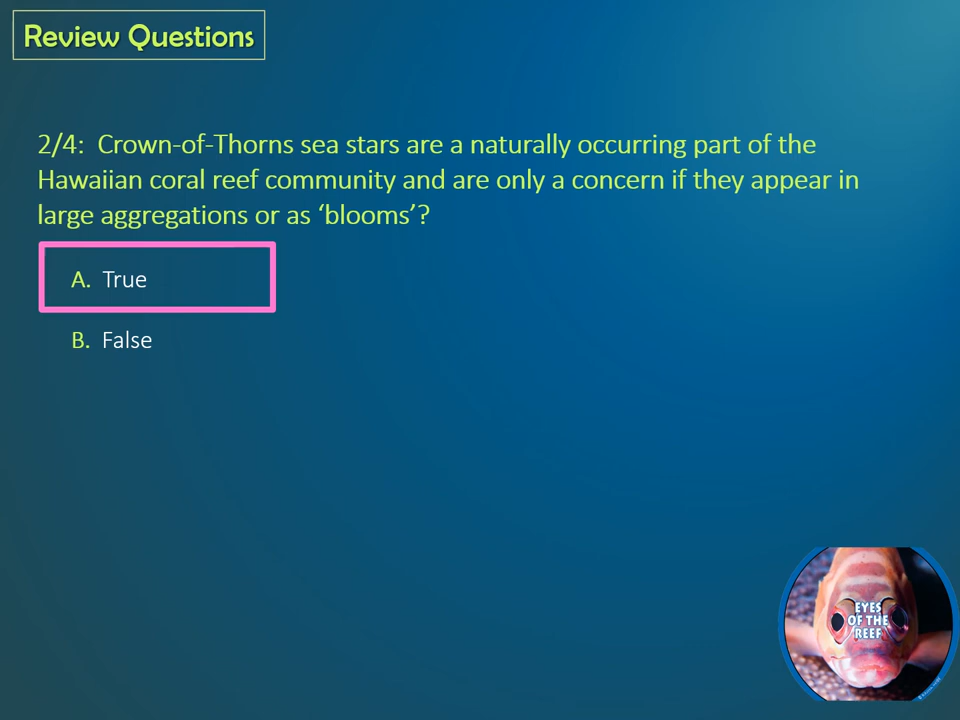 Review Questions
2/4:  Crown-of-Thorns sea stars are a naturally occurring part of the
Hawaiian coral reef community and are only a concern if they appear in
large aggregations or as ‘blooms’?
A. True
B. False
EYES
OF THE
REEF